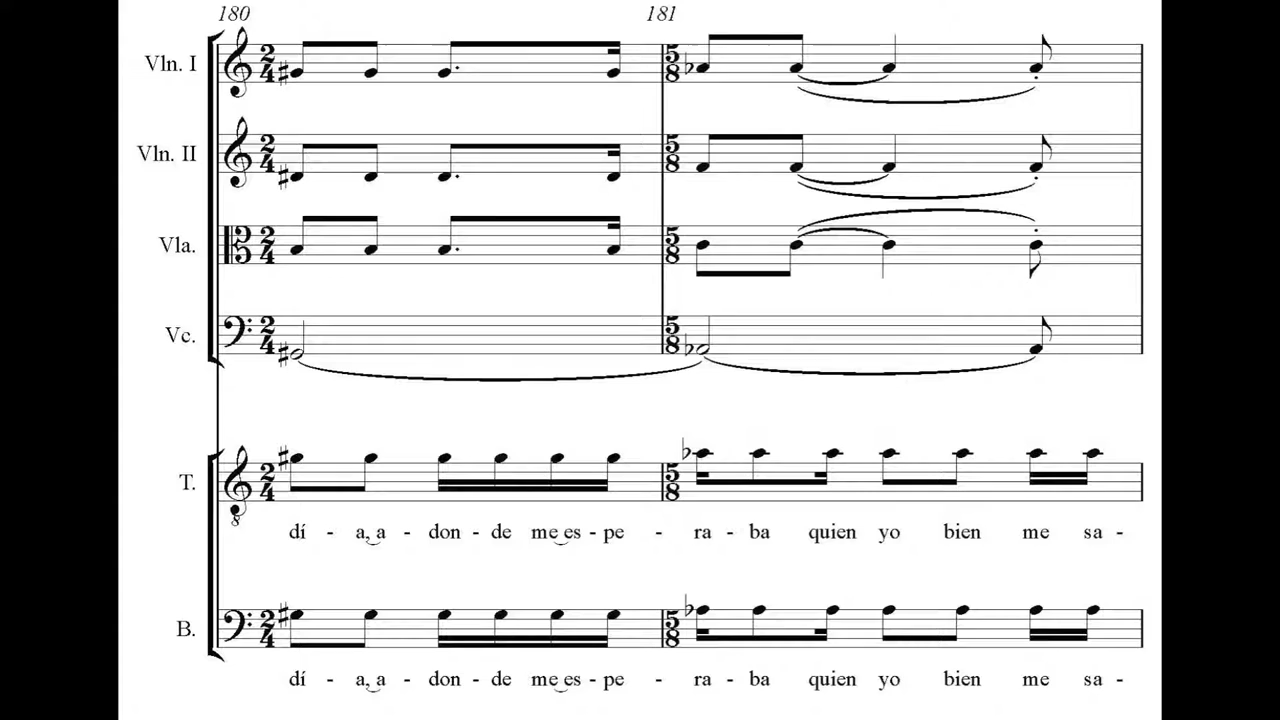 180 181
Vln. I
Vln. II
Vla.
Vc.
T.
dí - a, a - don - de me es - pe - ra - ba quien yo bien me sa -
B.
dí - a, a - don - de me es - pe - ra - ba quien yo bien me sa -